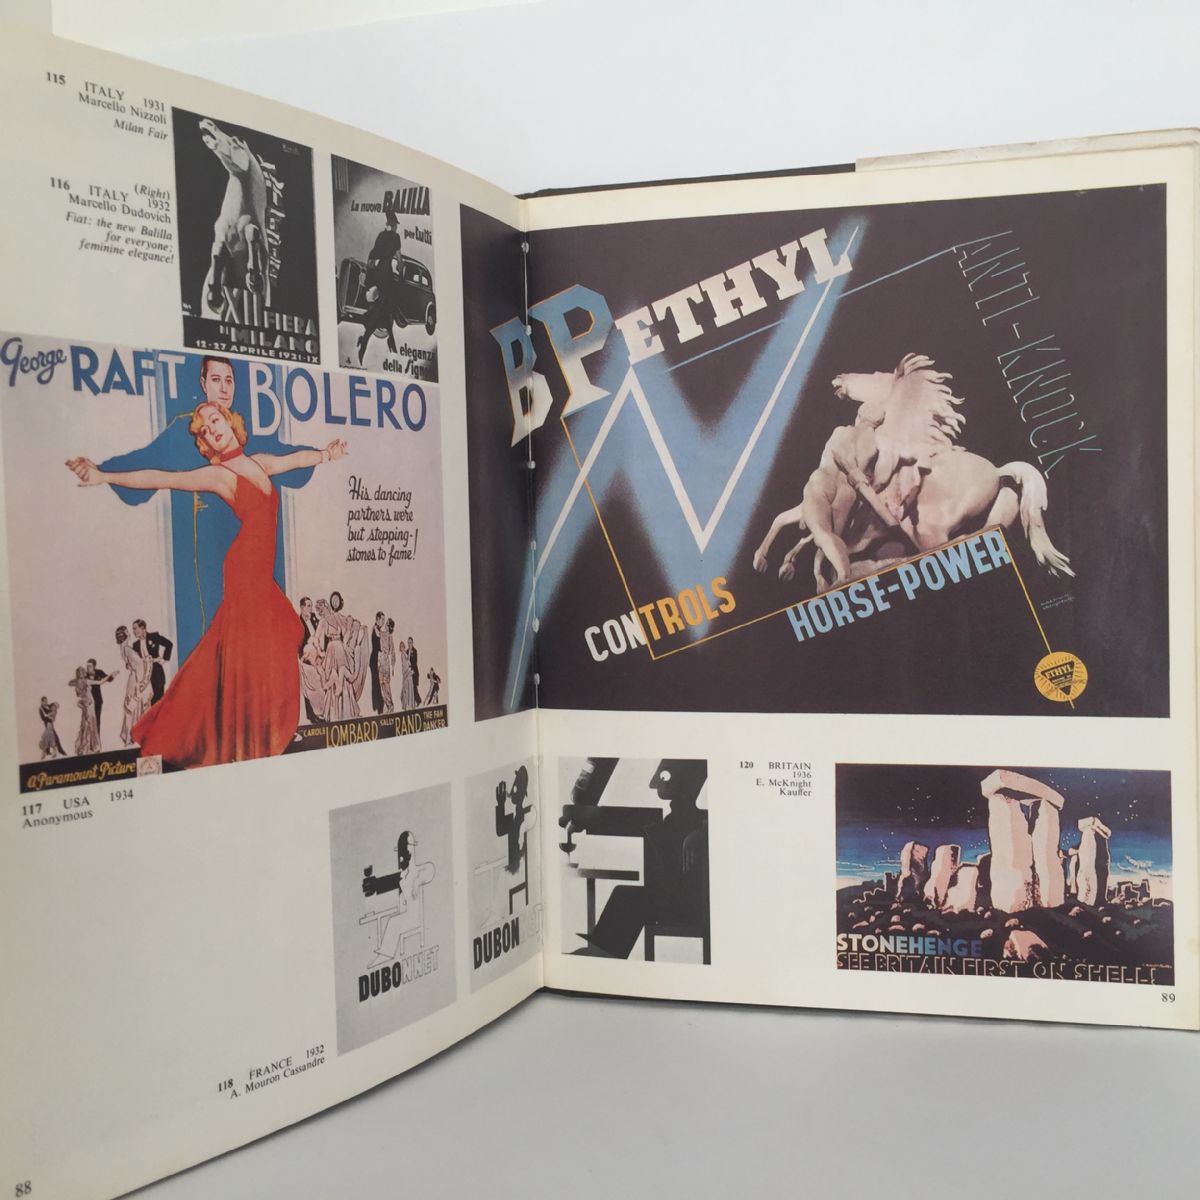 115 ITALY 1931
Marcello Nizzoli
Milan Fair
(Right)
116 ITALY 1932
Marcello Dudovich
Fiat: the new Balilla
for everyone;
feminine elegance!
XII FIERA
DI MILANO
12-27 APRILE 1931-IX
La nuova BALILLA
per tutti
eleganza
della Signora
George RAFT BOLERO
His dancing
partners were
but stepping-
stones to fame!
CAROLE LOMBARD SALLY RAND THE FAN
DANCER
A Paramount Picture
117 USA 1934
Anonymous
DUBONNET
DUBONNET
118 FRANCE 1932
A. Mouron Cassandre
88
BP ETHYL
ANTI-KNOCK
CONTROLS
HORSE-POWER
ETHYL
120 BRITAIN
1936
E. McKnight
Kauffer
STONEHENGE
SEE BRITAIN FIRST ON SHELL!
89